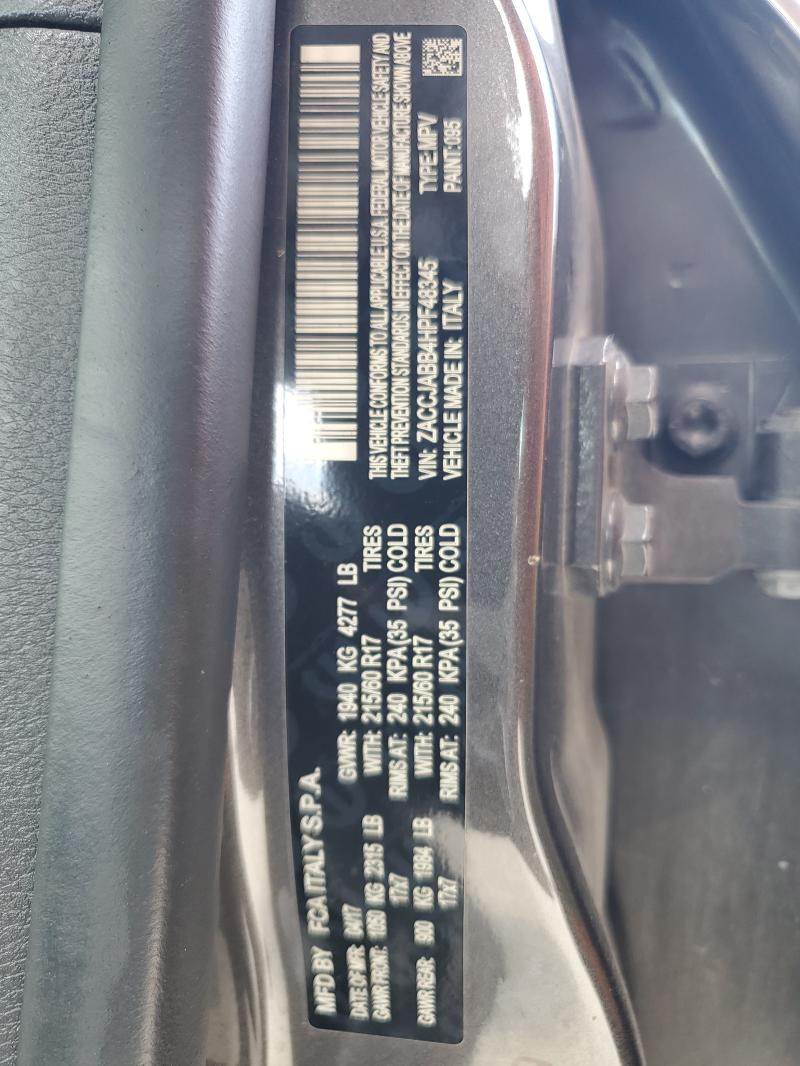 MFD BY FCA ITALY S.P.A.
DATE OF MFR: 04/17 GVWR: 1940 KG 4277 LB
GAWR FRONT: 1050 KG 2315 LB WITH: 215/60 R17 TIRES
17x7 RIMS AT: 240 KPA(35 PSI) COLD
GAWR REAR: 900 KG 1984 LB WITH: 215/60 R17 TIRES
17x7 RIMS AT: 240 KPA(35 PSI) COLD
THIS VEHICLE CONFORMS TO ALL APPLICABLE U.S.A. FEDERAL MOTOR VEHICLE SAFETY AND
THEFT PREVENTION STANDARDS IN EFFECT ON THE DATE OF MANUFACTURE SHOWN ABOVE
VIN: ZACCJABB4HPF48345 TYPE:MPV
VEHICLE MADE IN: ITALY PAINT:095